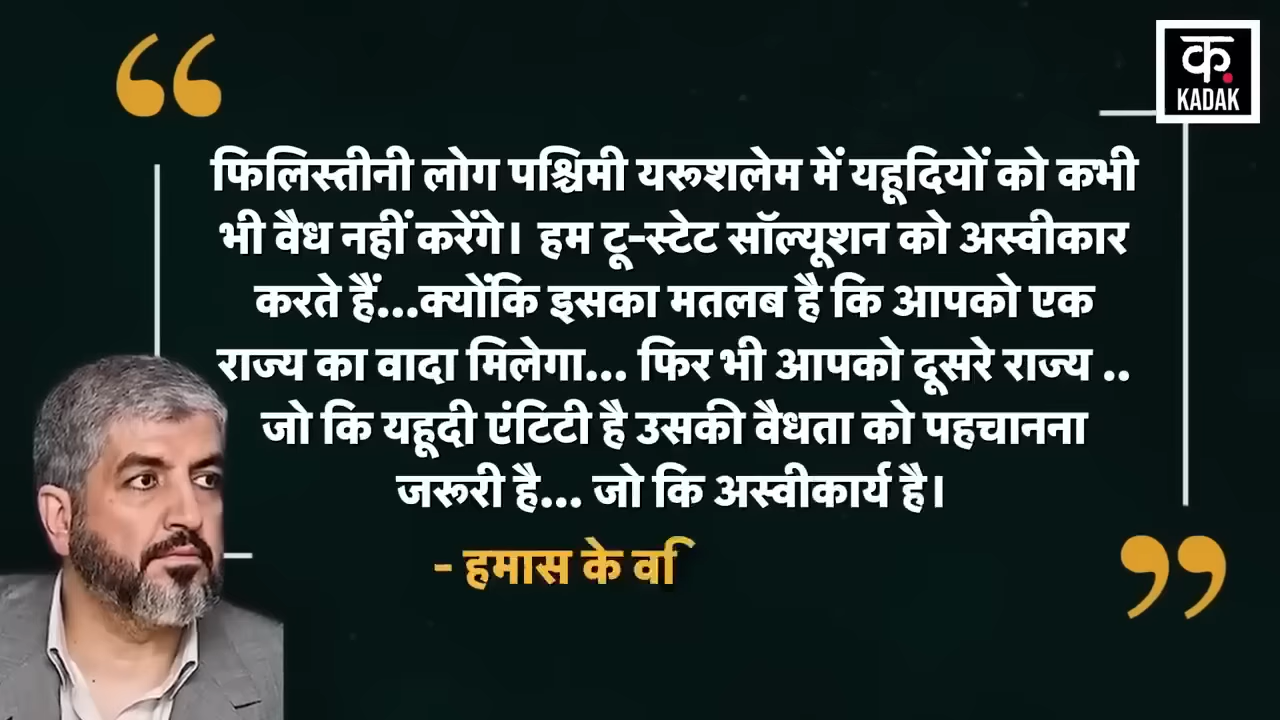 क
KADAK
फिलिस्तीनी लोग पश्चिमी यरूशलेम में यहूदियों को कभी
भी वैध नहीं करेंगे। हम टू-स्टेट सॉल्यूशन को अस्वीकार
करते हैं...क्योंकि इसका मतलब है कि आपको एक
राज्य का वादा मिलेगा... फिर भी आपको दूसरे राज्य ..
जो कि यहूदी एंटिटी है उसकी वैधता को पहचानना
जरूरी है... जो कि अस्वीकार्य है।
- हमास के